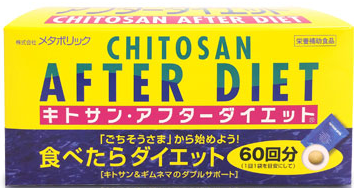 株式会社 メタボリック
CHITOSAN
栄養補助食品
AFTER DIET
キトサン・アフターダイエット®
「ごちそうさま」から始めよう!
食べたらダイエット 60回分
(1日1袋を目安にして)
[キトサン&ギムネマのダブルサポート]